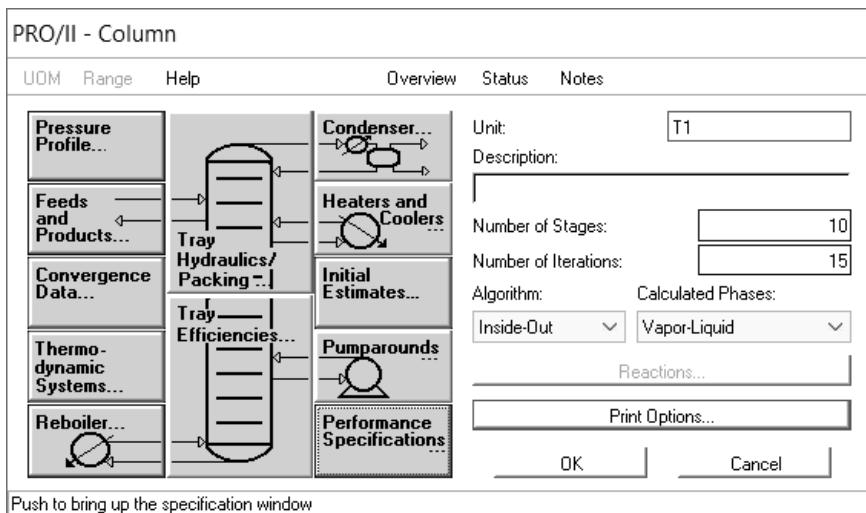 PRO/II - Column
UOM Range Help Overview Status Notes
Pressure
Profile...
Feeds
and
Products...
Convergence
Data...
Thermo-
dynamic
Systems...
Reboiler...
Tray
Hydraulics/
Packing ...
Tray
Efficiencies...
Condenser...
Heaters and
Coolers
...
Initial
Estimates...
Pumparounds
...
Performance
Specifications
...
Unit: T1
Description:
Number of Stages: 10
Number of Iterations: 15
Algorithm: Calculated Phases:
Inside-Out Vapor-Liquid
Reactions...
Print Options...
OK Cancel
Push to bring up the specification window